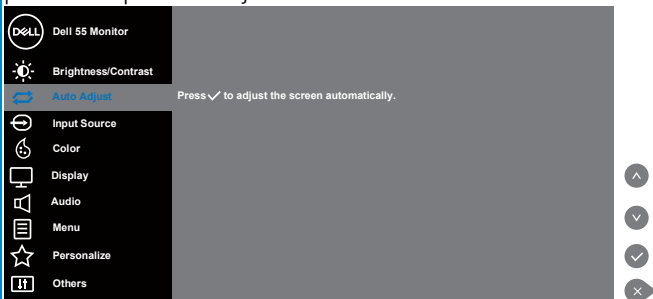 DELL
Dell 55 Monitor
Brightness/Contrast
Auto Adjust
Press ✓ to adjust the screen automatically.
Input Source
Color
Display
Audio
Menu
Personalize
Others